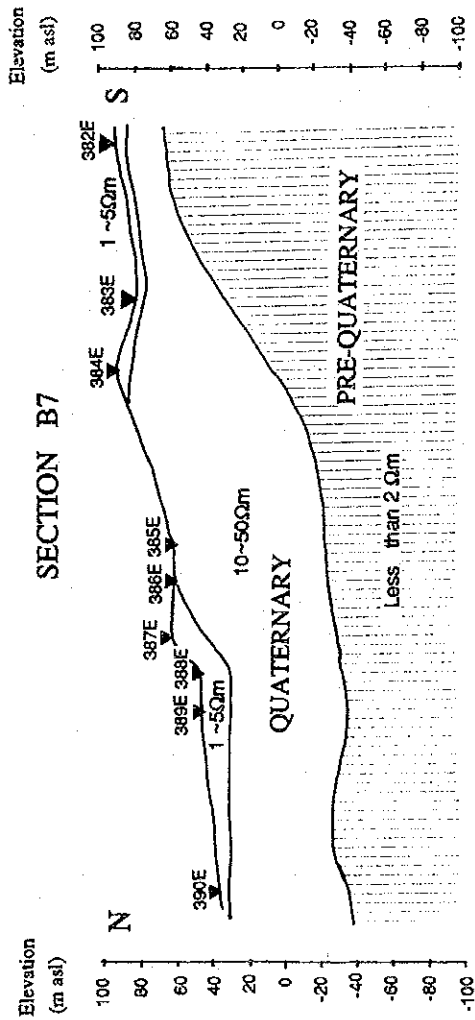 SECTION B7
Elevation
(m asl)
Elevation
(m asl)
N
S
100
80
60
40
20
0
-20
-40
-60
-80
-100
100
80
60
40
20
0
-20
-40
-60
-80
-100
390E
389E
388E
387E
386E
385E
384E
383E
382E
1~5Ωm
1~5Ωm
10~50Ωm
QUATERNARY
PRE-QUATERNARY
Less than 2 Ωm